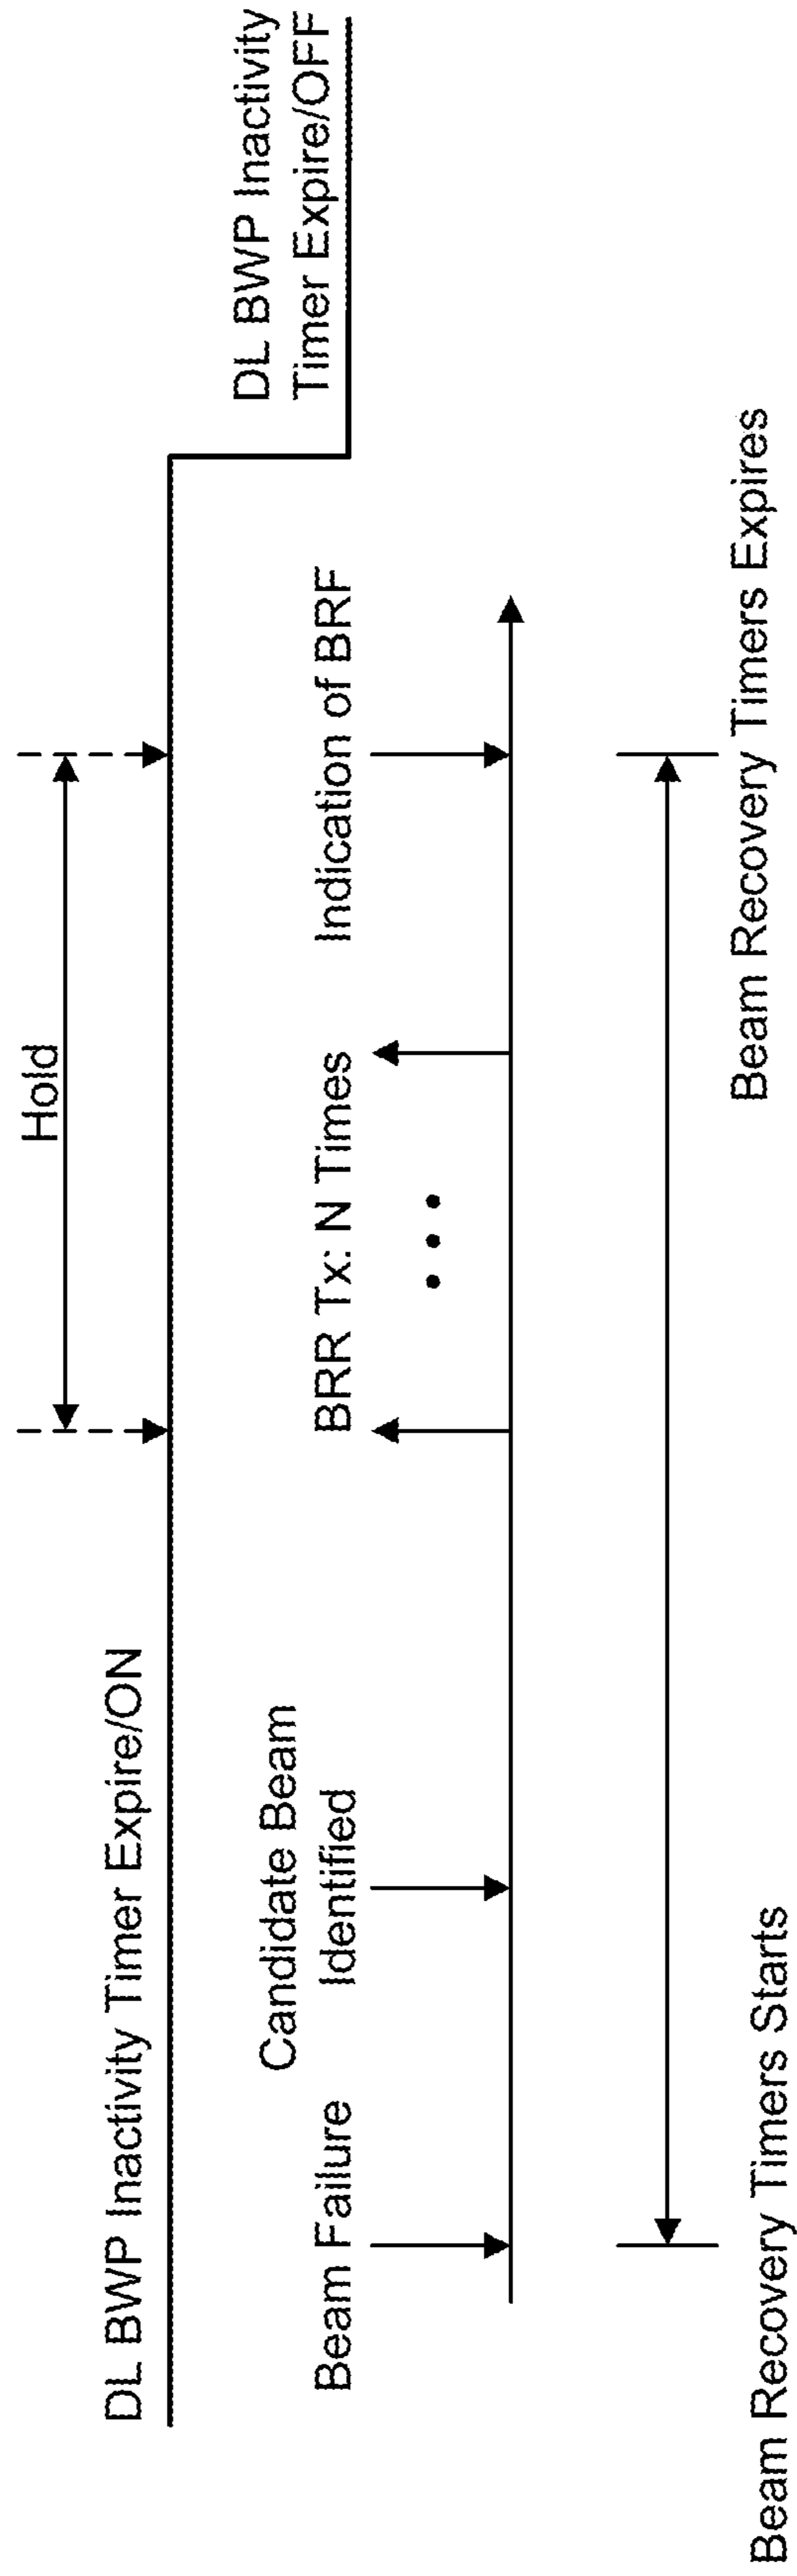 Hold
DL BWP Inactivity Timer Expire/ON
DL BWP Inactivity
Timer Expire/OFF
Beam Failure
Candidate Beam
Identified
BRR Tx: N Times
Indication of BRF
Beam Recovery Timers Starts
Beam Recovery Timers Expires